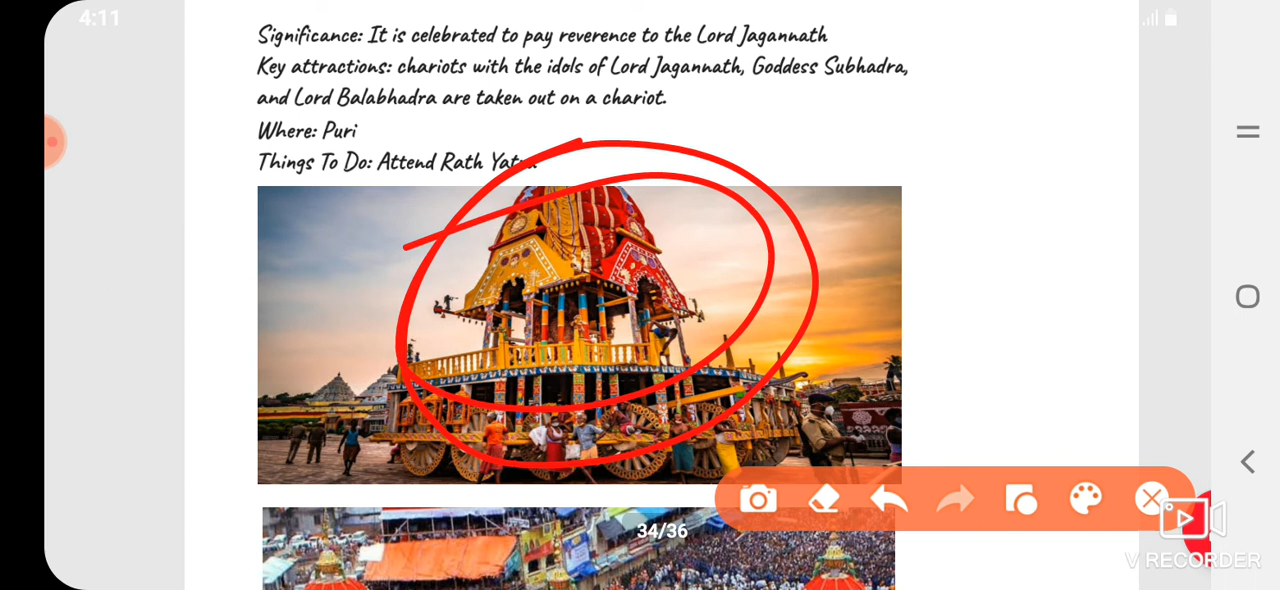 4:11
Significance: It is celebrated to pay reverence to the Lord Jagannath
Key attractions: chariots with the idols of Lord Jagannath, Goddess Subhadra,
and Lord Balabhadra are taken out on a chariot.
Where: Puri
Things To Do: Attend Rath Yatra
34/36
V RECORDER